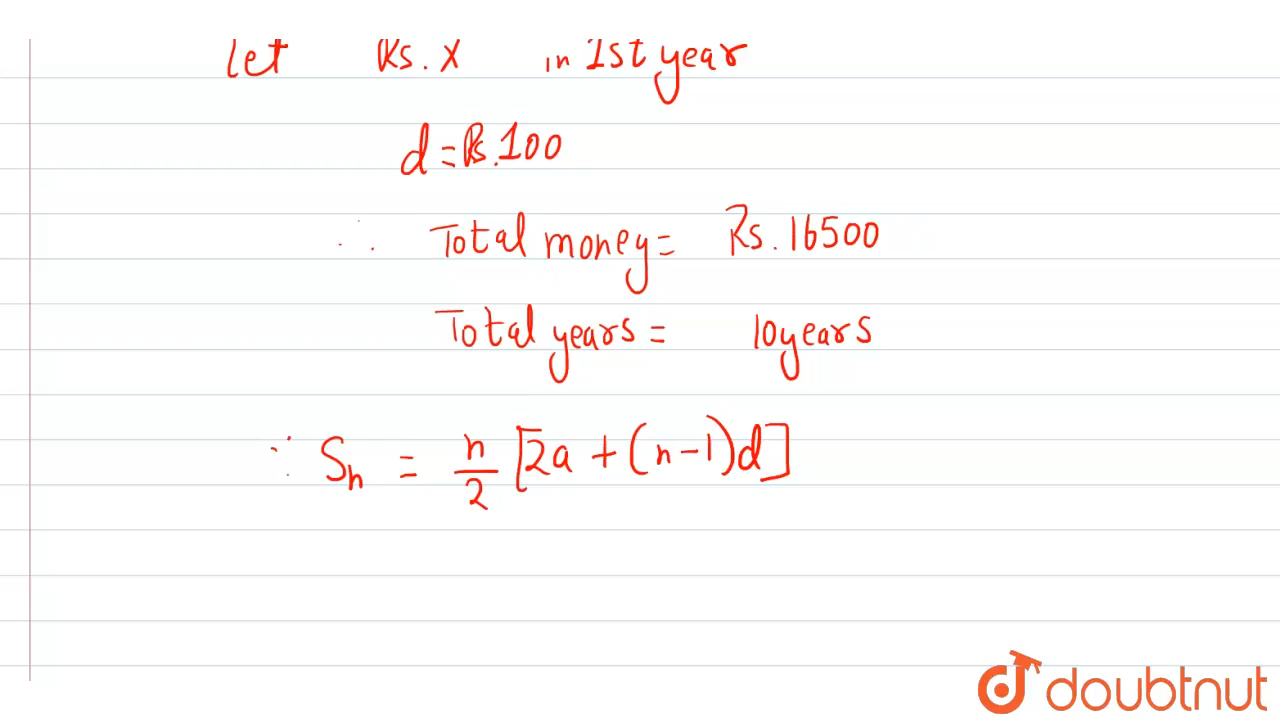 Let Rs. X in 1st year
d = Rs. 100
∴ Total money = Rs. 16500
Total years = 10 years
∵ Sn = n/2 [2a + (n-1)d]
doubtnut